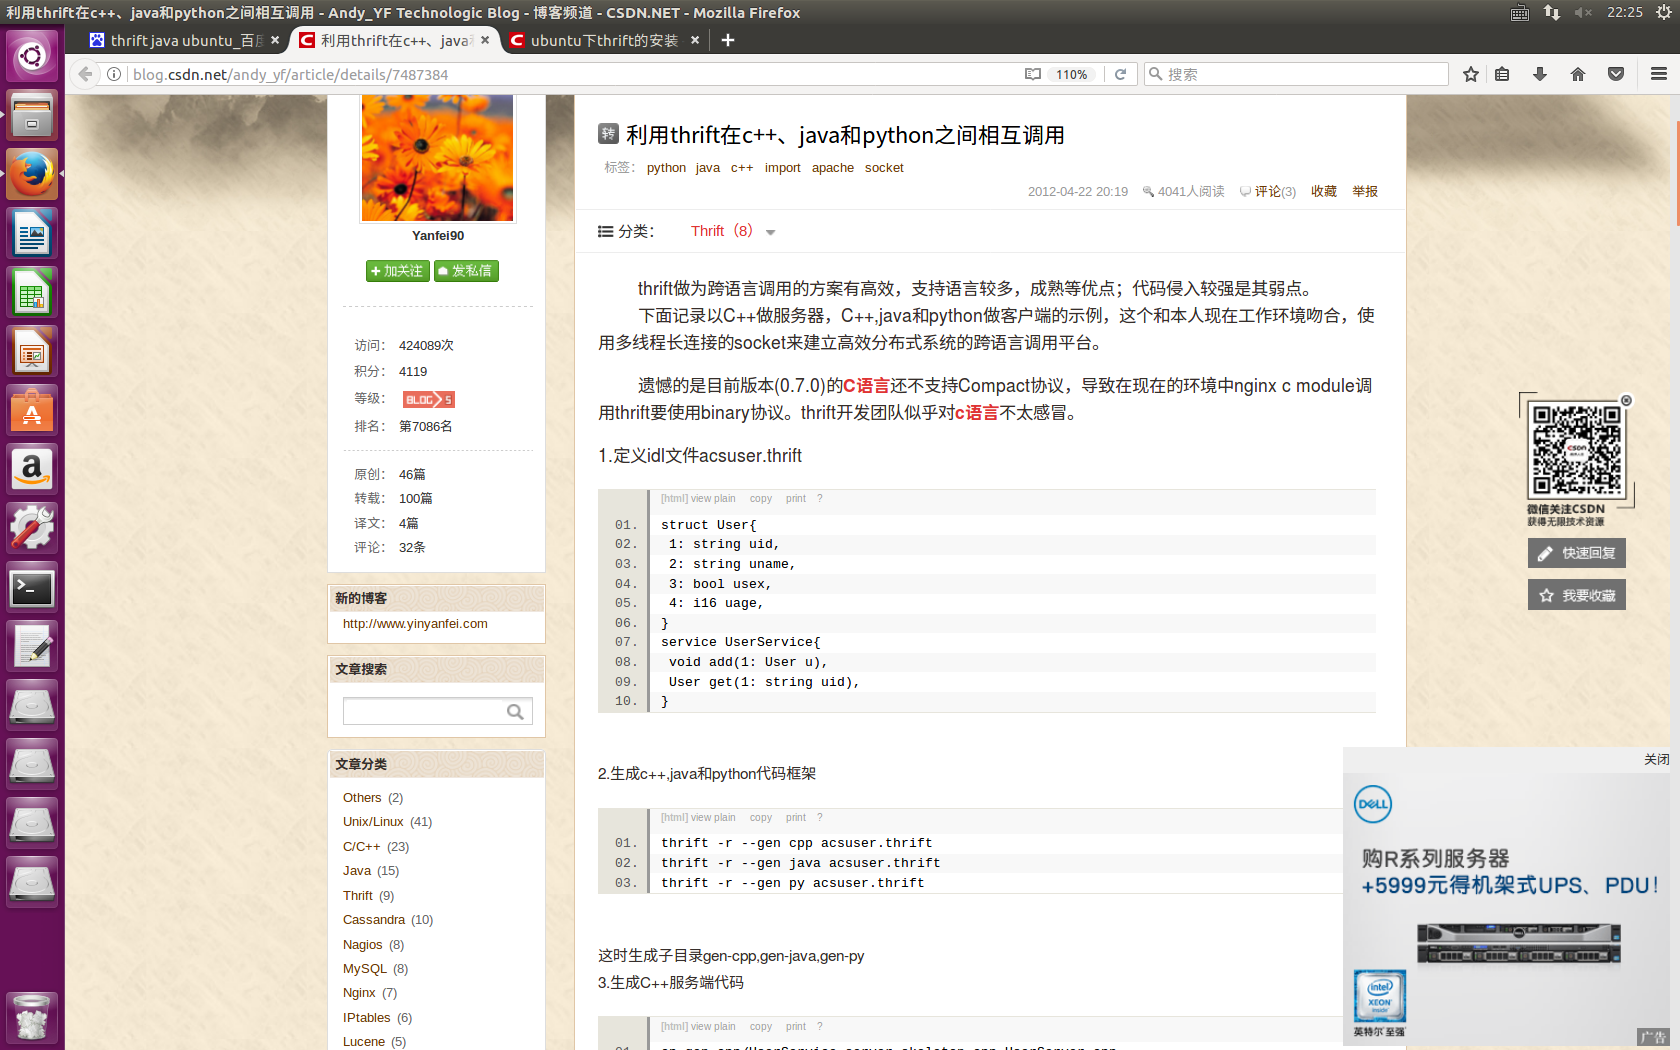 利用thrift在c++、java和python之间相互调用 - Andy_YF Technologic Blog - 博客频道 - CSDN.NET - Mozilla Firefox
22:25
thrift java ubuntu_百度
利用thrift在c++、java
ubuntu下thrift的安装
blog.csdn.net/andy_yf/article/details/7487384
110%
搜索
Yanfei90
加关注
发私信
访问： 424089次
积分： 4119
等级： BLOG 5
排名： 第7086名
原创： 46篇
转载： 100篇
译文： 4篇
评论： 32条
新的博客
http://www.yinyanfei.com
文章搜索
文章分类
Others (2)
Unix/Linux (41)
C/C++ (23)
Java (15)
Thrift (9)
Cassandra (10)
Nagios (8)
MySQL (8)
Nginx (7)
IPtables (6)
Lucene (5)
转 利用thrift在c++、java和python之间相互调用
标签： python java c++ import apache socket
2012-04-22 20:19 4041人阅读 评论(3) 收藏 举报
分类： Thrift（8）
thrift做为跨语言调用的方案有高效，支持语言较多，成熟等优点；代码侵入较强是其弱点。
下面记录以C++做服务器，C++,java和python做客户端的示例，这个和本人现在工作环境吻合，使
用多线程长连接的socket来建立高效分布式系统的跨语言调用平台。
遗憾的是目前版本(0.7.0)的C语言还不支持Compact协议，导致在现在的环境中nginx c module调
用thrift要使用binary协议。thrift开发团队似乎对c语言不太感冒。
1.定义idl文件acsuser.thrift
[html] view plain copy print ?
01. struct User{
02. 1: string uid,
03. 2: string uname,
04. 3: bool usex,
05. 4: i16 uage,
06. }
07. service UserService{
08. void add(1: User u),
09. User get(1: string uid),
10. }
2.生成c++,java和python代码框架
[html] view plain copy print ?
01. thrift -r --gen cpp acsuser.thrift
02. thrift -r --gen java acsuser.thrift
03. thrift -r --gen py acsuser.thrift
这时生成子目录gen-cpp,gen-java,gen-py
3.生成C++服务端代码
[html] view plain copy print ?
CSDN
微信关注CSDN
获得无限技术资源
快速回复
我要收藏
关闭
DELL
购R系列服务器
+5999元得机架式UPS、PDU!
intel
XEON
inside
英特尔 至强
广告